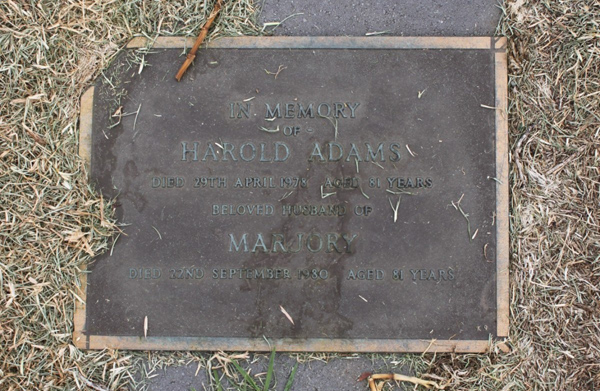 IN MEMORY
OF
HAROLD ADAMS
DIED 29TH APRIL 1978 AGED 81 YEARS
BELOVED HUSBAND OF
MARJORY
DIED 22ND SEPTEMBER 1980 AGED 81 YEARS